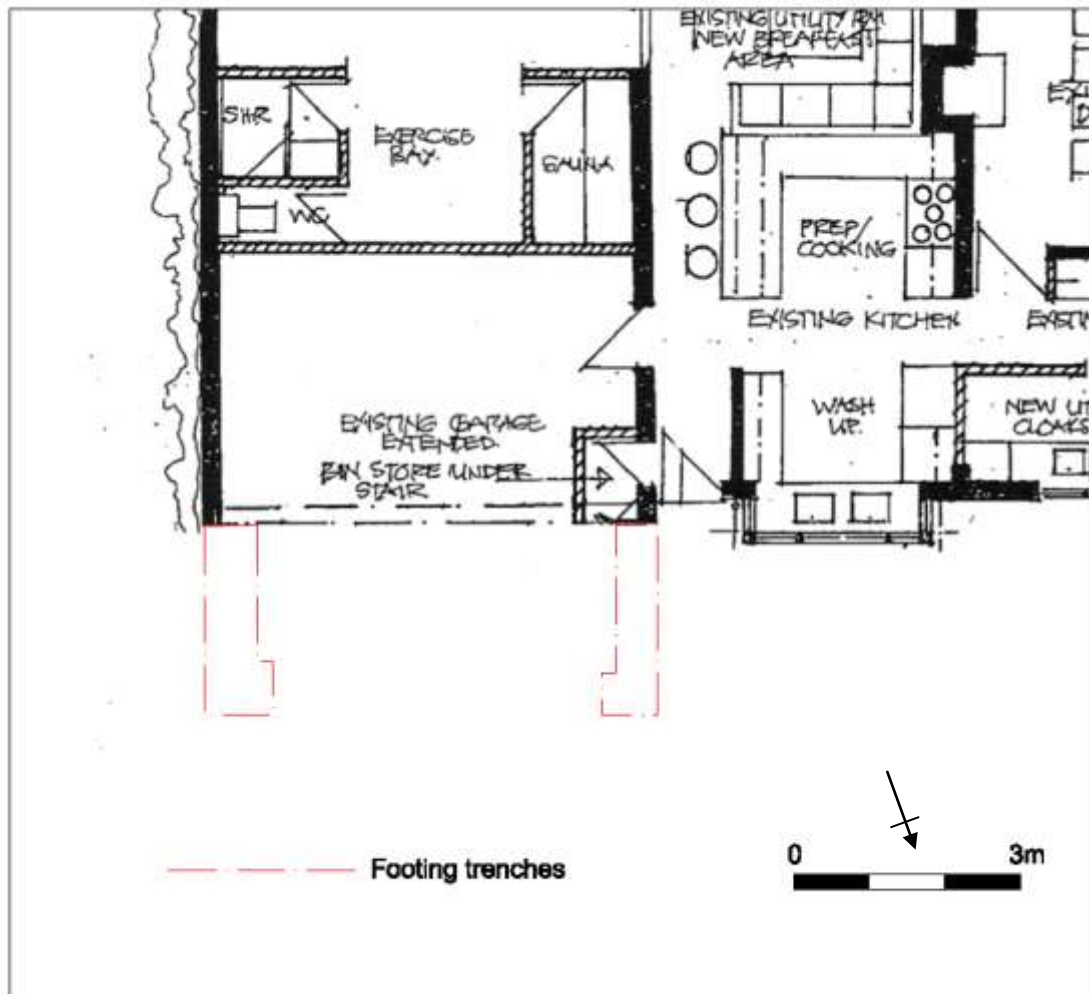 EXISTING UTILITY RM
NEW BREAKFAST
AREA
SHR
EXERCISE
BAY.
SAUNA
WC
PREP/
COOKING
EXISTING KITCHEN
WASH
UP.
EXISTING GARAGE
EXTENDED.
BIN STORE UNDER
STAIR
NEW UT
CLOAKS
Footing trenches
0 3m